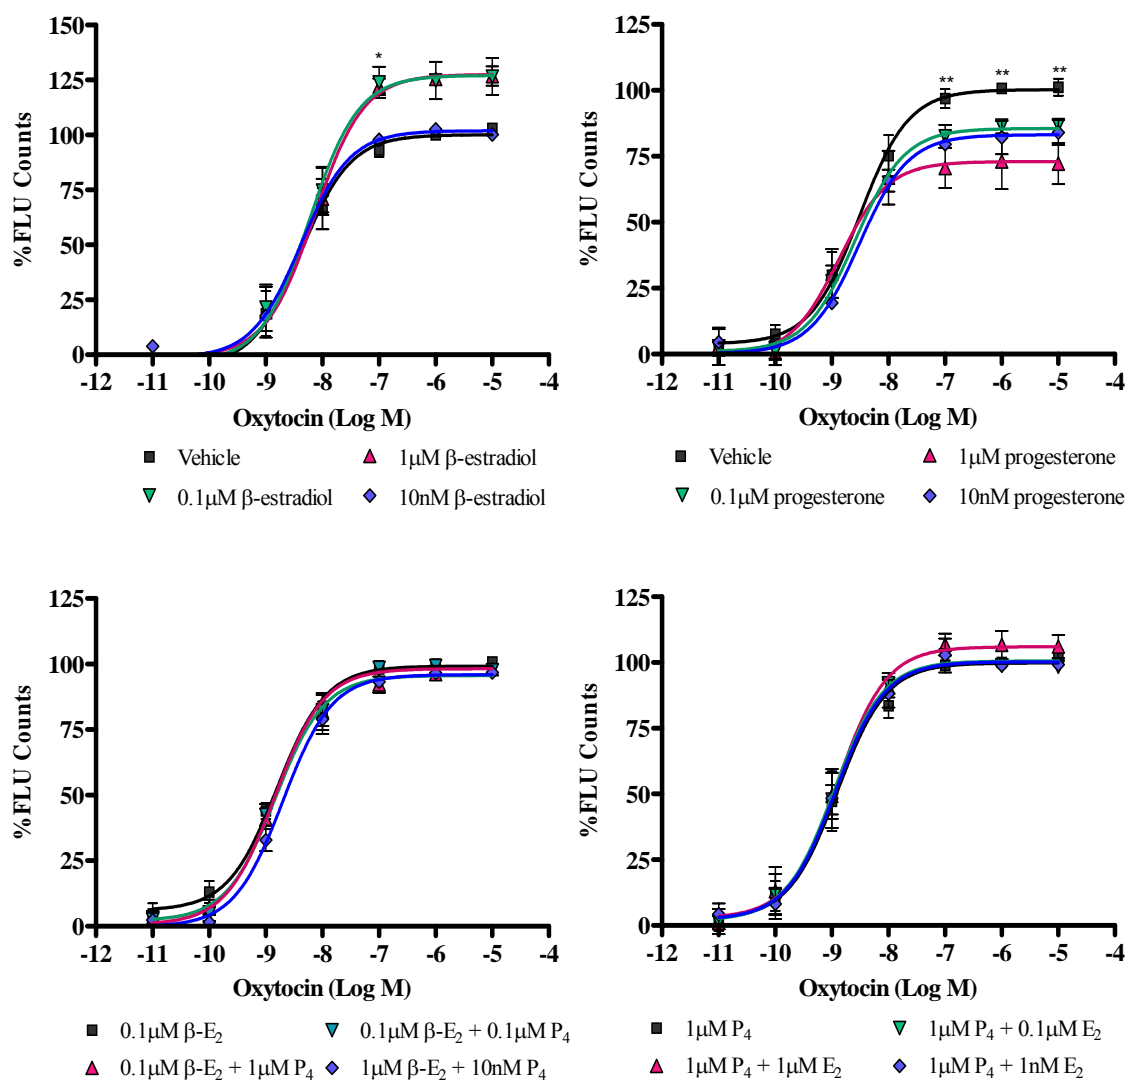 150
125
100
75
50
25
0
%FLU Counts
*
-12 -11 -10 -9 -8 -7 -6 -5 -4
Oxytocin (Log M)
Vehicle 1μM β-estradiol
0.1μM β-estradiol 10nM β-estradiol
125
100
75
50
25
0
%FLU Counts
** ** **
-12 -11 -10 -9 -8 -7 -6 -5 -4
Oxytocin (Log M)
Vehicle 1μM progesterone
0.1μM progesterone 10nM progesterone
125
100
75
50
25
0
%FLU Counts
-12 -11 -10 -9 -8 -7 -6 -5 -4
Oxytocin (Log M)
0.1μM β-E₂ 0.1μM β-E₂ + 0.1μM P₄
0.1μM β-E₂ + 1μM P₄ 1μM β-E₂ + 10nM P₄
125
100
75
50
25
0
%FLU Counts
-12 -11 -10 -9 -8 -7 -6 -5 -4
Oxytocin (Log M)
1μM P₄ 1μM P₄ + 0.1μM E₂
1μM P₄ + 1μM E₂ 1μM P₄ + 1nM E₂